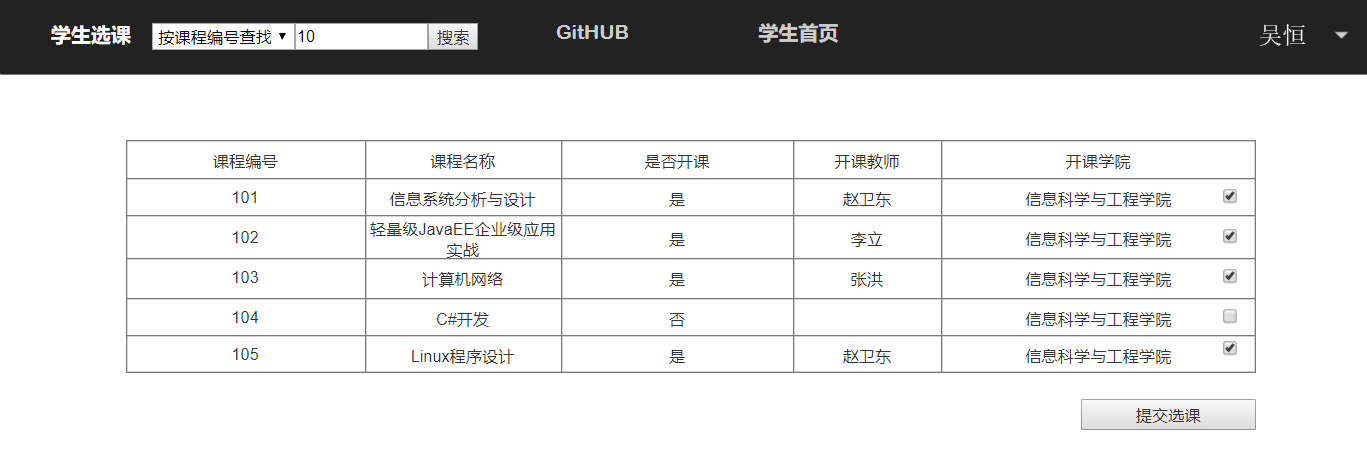 学生选课 按课程编号查找 10 搜索 GitHUB 学生首页 吴恒
课程编号 课程名称 是否开课 开课教师 开课学院
101 信息系统分析与设计 是 赵卫东 信息科学与工程学院
102 轻量级JavaEE企业级应用 是 李立 信息科学与工程学院
实战
103 计算机网络 是 张洪 信息科学与工程学院
104 C#开发 否 信息科学与工程学院
105 Linux程序设计 是 赵卫东 信息科学与工程学院
提交选课